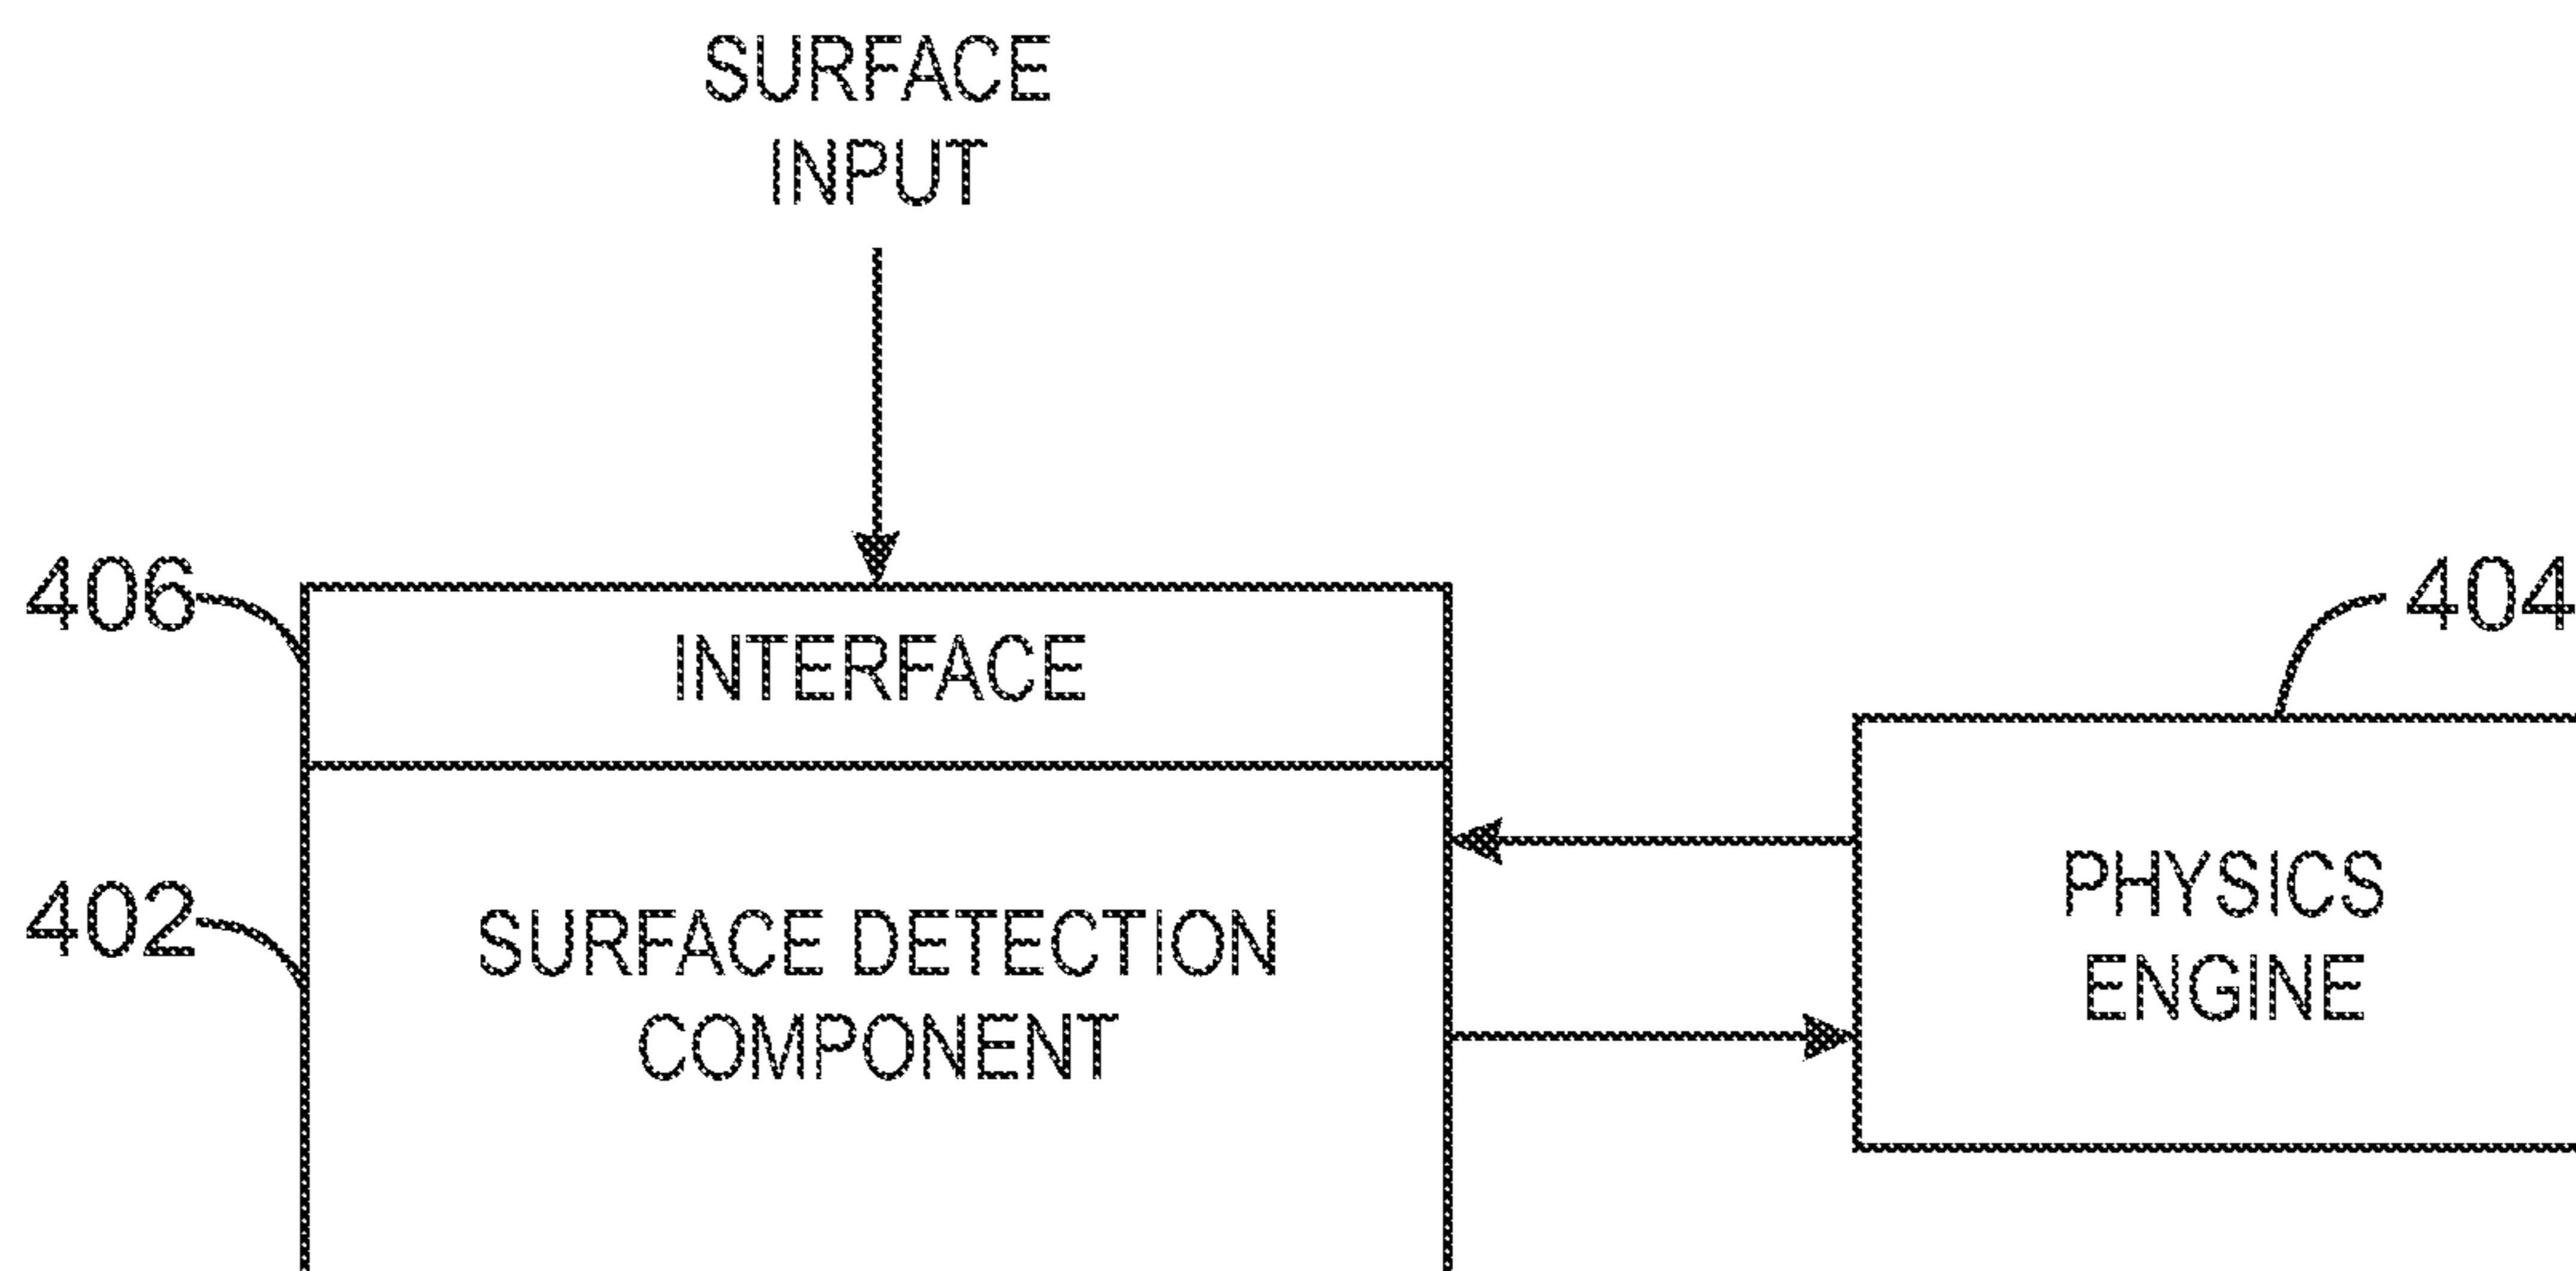 SURFACE
INPUT
406
404
INTERFACE
402
SURFACE DETECTION
COMPONENT
PHYSICS
ENGINE